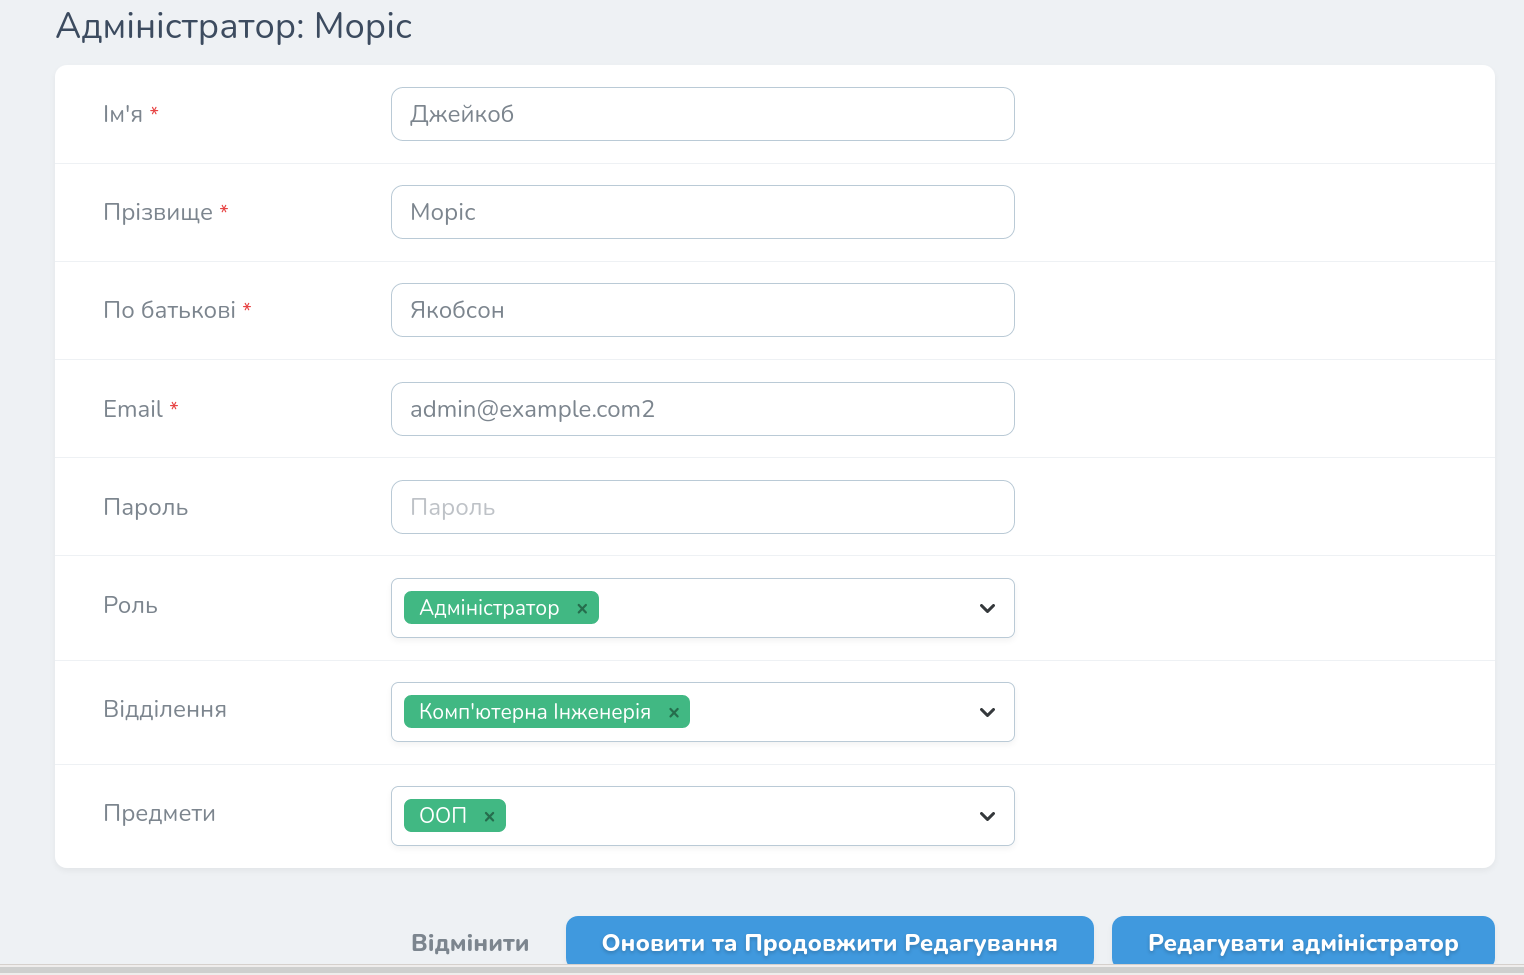 Адміністратор: Моріс
Ім'я * Джейкоб
Прізвище * Моріс
По батькові * Якобсон
Email * admin@example.com2
Пароль Пароль
Роль Адміністратор ×
Відділення Комп'ютерна Інженерія ×
Предмети ООП ×
Відмінити Оновити та Продовжити Редагування Редагувати адміністратор